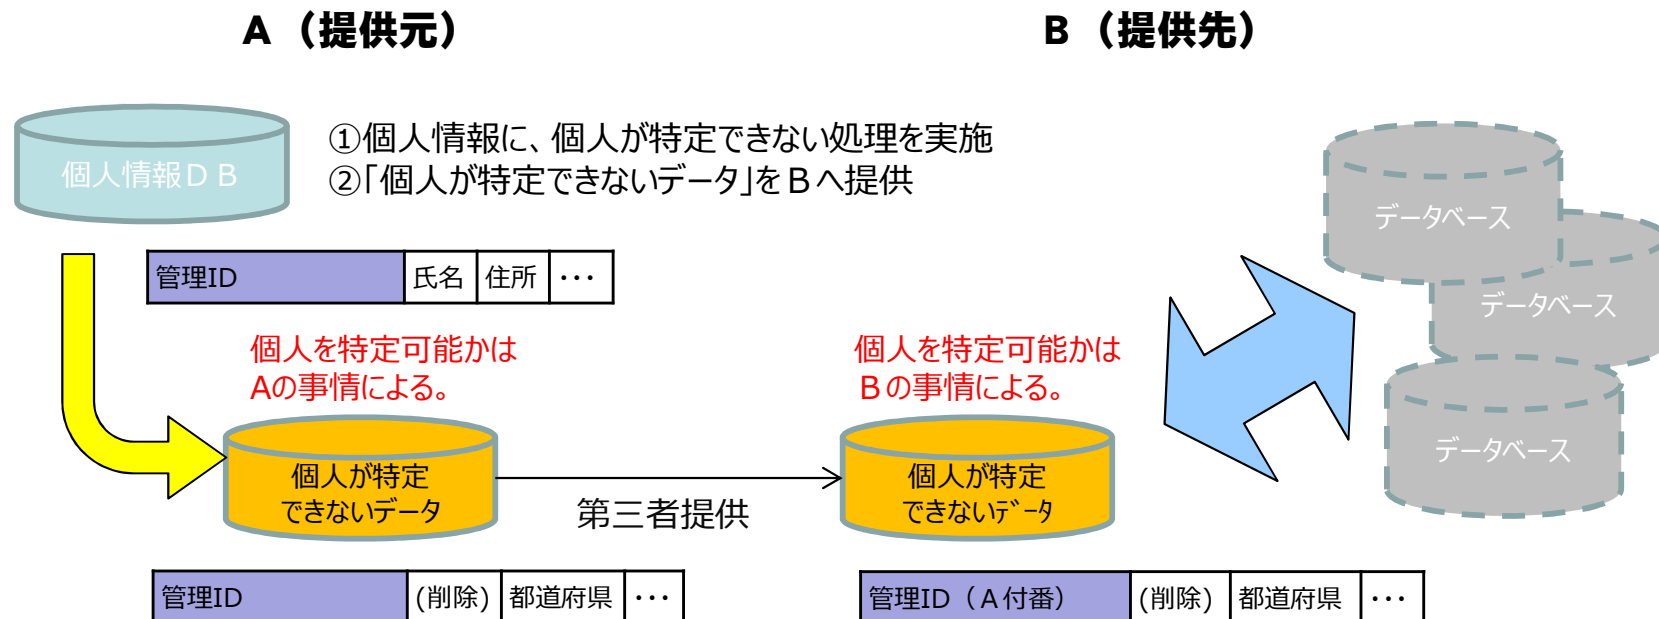 A（提供元）
B（提供先）
個人情報ＤＢ
①個人情報に、個人が特定できない処理を実施
②「個人が特定できないデータ」をＢへ提供
管理ID 氏名 住所 ・・・
個人を特定可能かは
Aの事情による。
個人が特定
できないデータ
管理ID (削除) 都道府県 ・・・
第三者提供
個人を特定可能かは
Ｂの事情による。
個人が特定
できないﾃﾞｰﾀ
管理ID（Ａ付番） (削除) 都道府県 ・・・
データベース
データベース
データベース